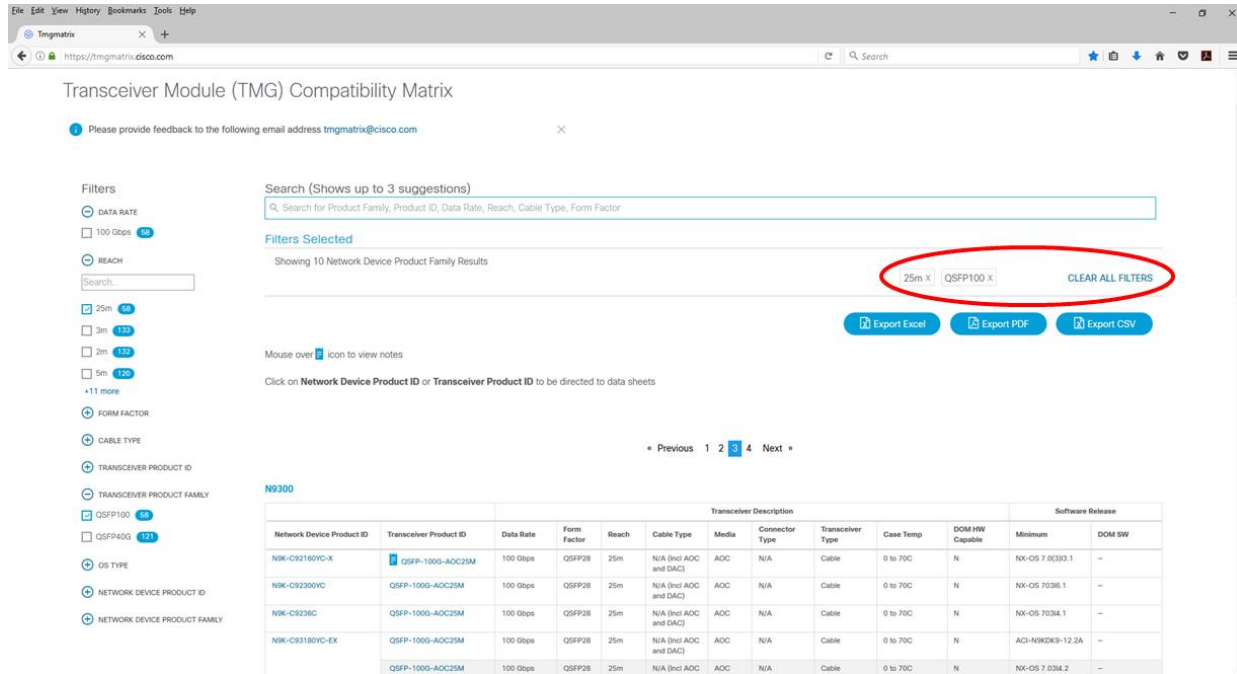 File Edit View History Bookmarks Tools Help
Tmgmatrix × +
https://tmgmatrix.cisco.com Search
Transceiver Module (TMG) Compatibility Matrix
Please provide feedback to the following email address tmgmatrix@cisco.com
Filters
DATA RATE
100 Gbps 58
REACH
Search..
25m 58
3m 133
2m 132
5m 120
+11 more
FORM FACTOR
CABLE TYPE
TRANSCEIVER PRODUCT ID
TRANSCEIVER PRODUCT FAMILY
QSFP100 58
QSFP40G 121
OS TYPE
NETWORK DEVICE PRODUCT ID
NETWORK DEVICE PRODUCT FAMILY
Search (Shows up to 3 suggestions)
Search for Product Family, Product ID, Data Rate, Reach, Cable Type, Form Factor
Filters Selected
Showing 10 Network Device Product Family Results
25m x QSFP100 x CLEAR ALL FILTERS
Export Excel Export PDF Export CSV
Mouse over icon to view notes
Click on Network Device Product ID or Transceiver Product ID to be directed to data sheets
« Previous 1 2 3 4 Next »
N9300
Transceiver Description Software Release
Network Device Product ID Transceiver Product ID Data Rate Form Factor Reach Cable Type Media Connector Type Transceiver Type Case Temp DOM HW Capable Minimum DOM SW
N9K-C92160YC-X QSFP-100G-AOC25M 100 Gbps QSFP28 25m N/A (Incl AOC and DAC) AOC N/A Cable 0 to 70C N NX-OS 7.0(3)I3.1 –
N9K-C92300YC QSFP-100G-AOC25M 100 Gbps QSFP28 25m N/A (Incl AOC and DAC) AOC N/A Cable 0 to 70C N NX-OS 703I6.1 –
N9K-C9236C QSFP-100G-AOC25M 100 Gbps QSFP28 25m N/A (Incl AOC and DAC) AOC N/A Cable 0 to 70C N NX-OS 703I4.1 –
N9K-C93180YC-EX QSFP-100G-AOC25M 100 Gbps QSFP28 25m N/A (Incl AOC and DAC) AOC N/A Cable 0 to 70C N ACI-N9KDK9-12.2A –
QSFP-100G-AOC25M 100 Gbps QSFP28 25m N/A (Incl AOC AOC N/A Cable 0 to 70C N NX-OS 7.03I4.2 –